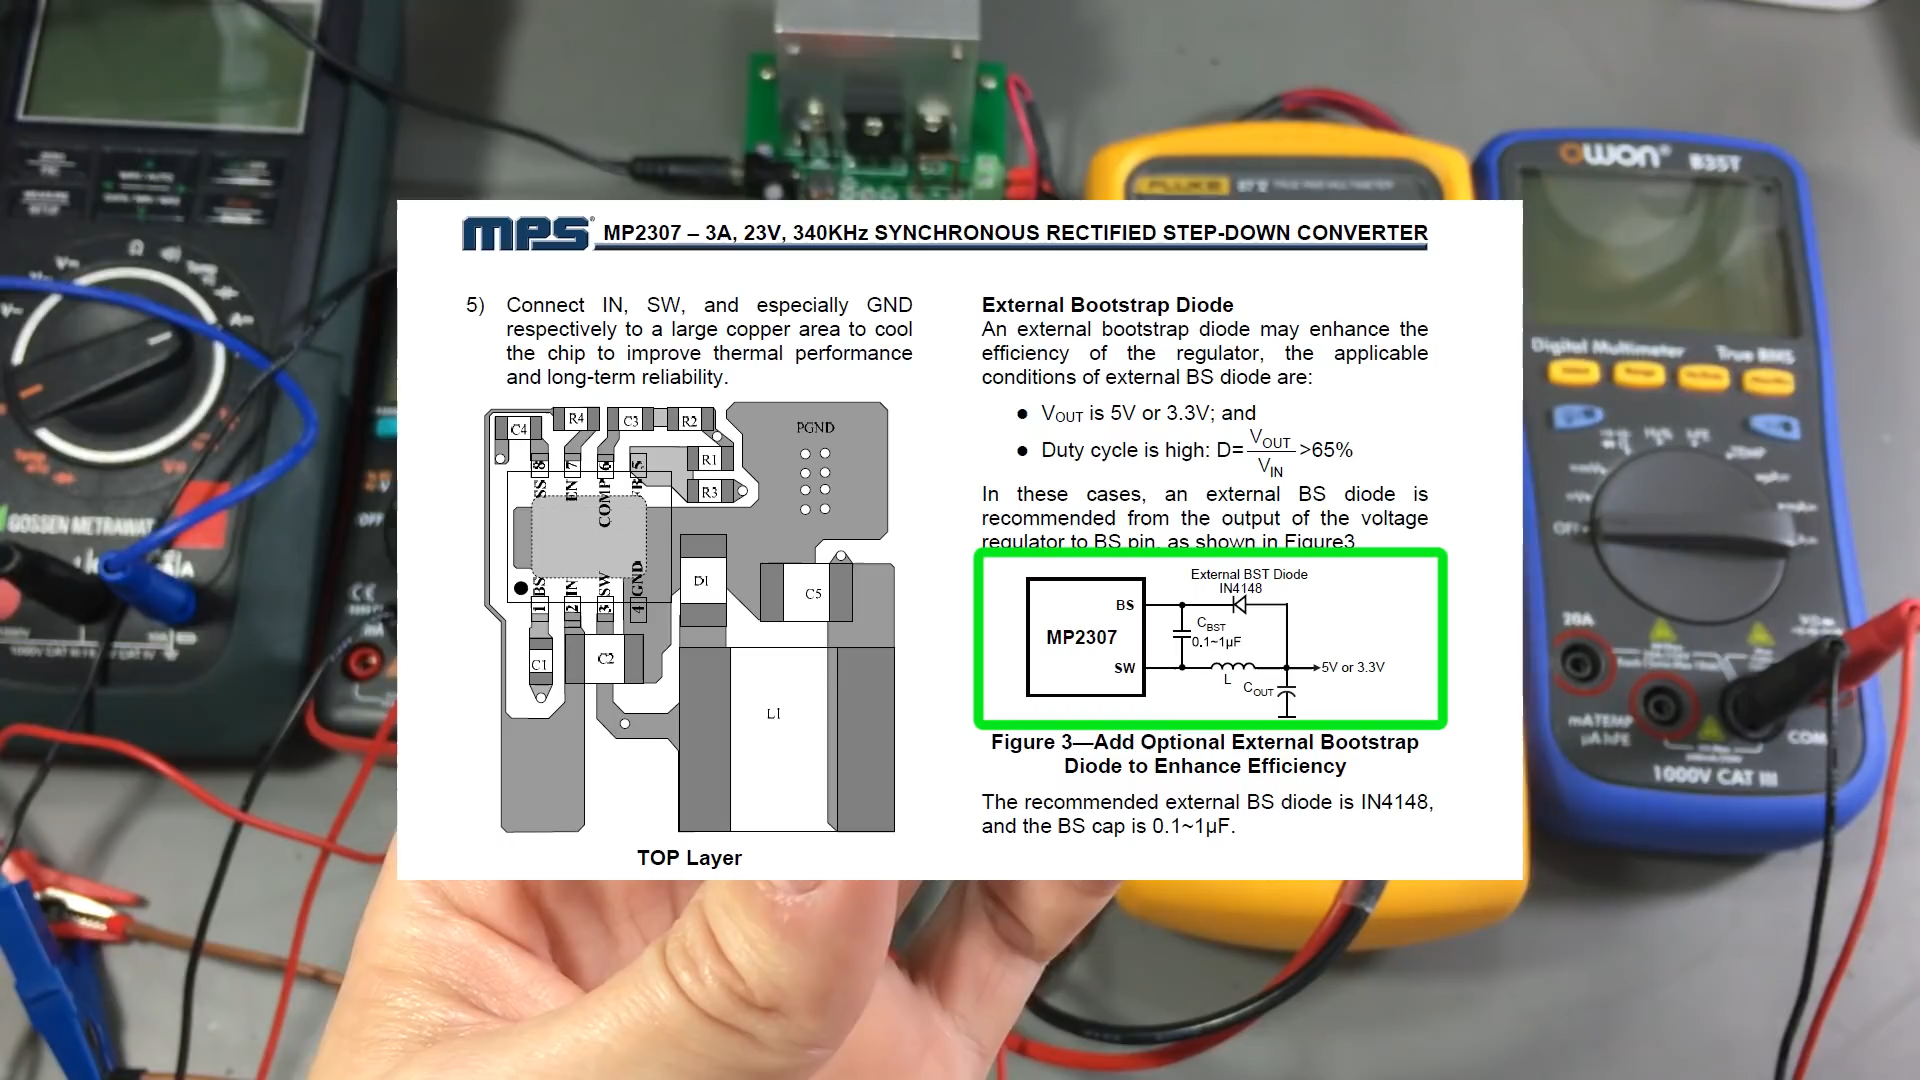 MPS® MP2307 – 3A, 23V, 340KHz SYNCHRONOUS RECTIFIED STEP-DOWN CONVERTER
5) Connect IN, SW, and especially GND
respectively to a large copper area to cool
the chip to improve thermal performance
and long-term reliability.
C4
R4
C3
R2
PGND
R1
R3
8
7
6
5
SS
EN
COMP
FB
BS
IN
SW
GND
1
2
3
4
D1
C5
C1
C2
L1
TOP Layer
External Bootstrap Diode
An external bootstrap diode may enhance the
efficiency of the regulator, the applicable
conditions of external BS diode are:
● VOUT is 5V or 3.3V; and
● Duty cycle is high: D=VOUT/VIN>65%
In these cases, an external BS diode is
recommended from the output of the voltage
regulator to BS pin, as shown in Figure3
External BST Diode
IN4148
BS
MP2307
CBST
0.1~1µF
SW
L
COUT
5V or 3.3V
Figure 3—Add Optional External Bootstrap
Diode to Enhance Efficiency
The recommended external BS diode is IN4148,
and the BS cap is 0.1~1µF.
GOSSEN METRAWATT
OFF
mA
FLUKE
OWON® B35T
Digital Multimeter True RMS
OFF
20A
COM
1000V CAT III